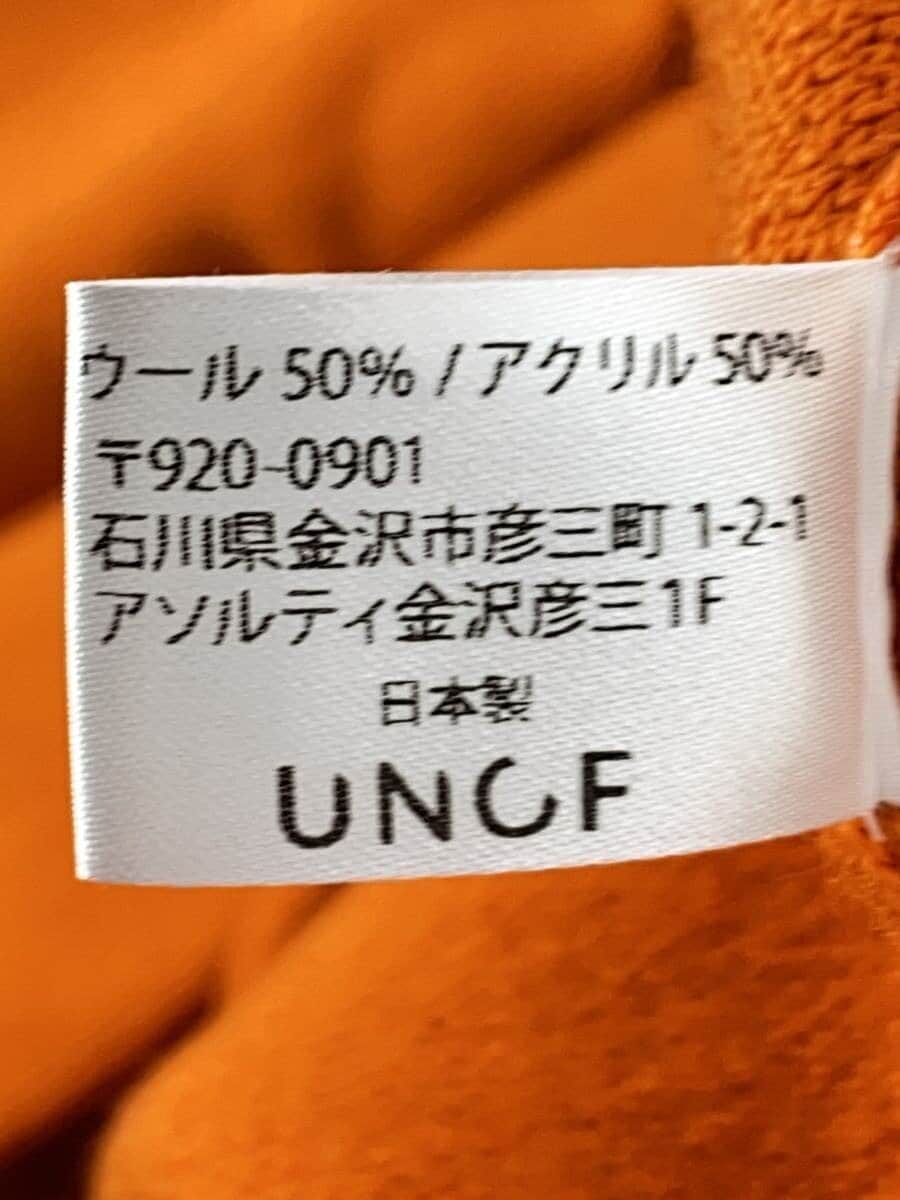 ウール 50% / アクリル 50%
〒920-0901
石川県金沢市彦三町 1-2-1
アソルティ金沢彦三1F
日本製
UNCF